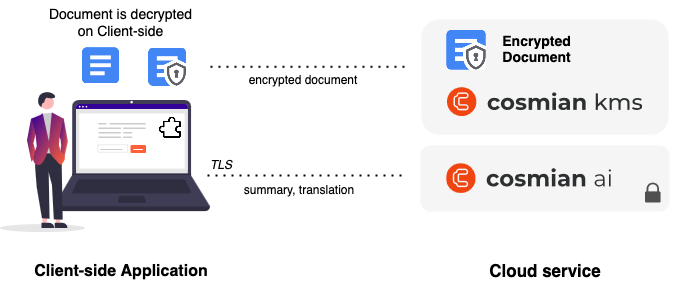 Document is decrypted
on Client-side
encrypted document
Encrypted
Document
cosmian kms
TLS
summary, translation
cosmian ai
Client-side Application
Cloud service